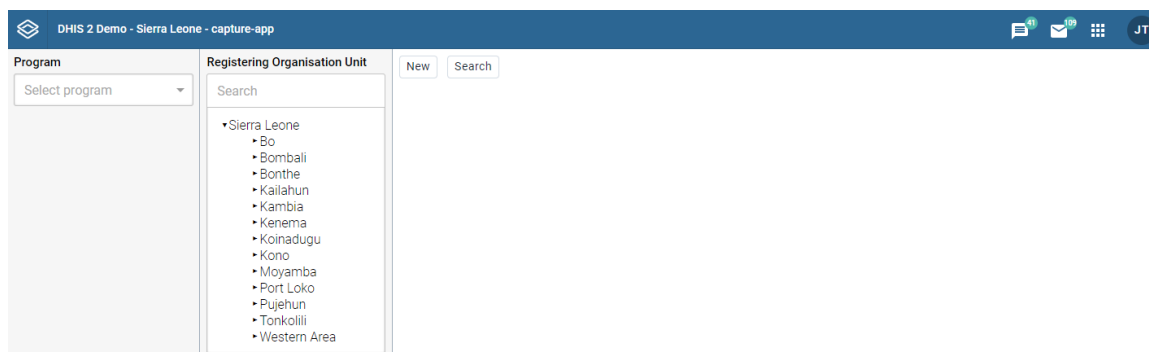 DHIS 2 Demo - Sierra Leone - capture-app
41
109
JT
Program
Select program
Registering Organisation Unit
Search
Sierra Leone
Bo
Bombali
Bonthe
Kailahun
Kambia
Kenema
Koinadugu
Kono
Moyamba
Port Loko
Pujehun
Tonkolili
Western Area
New
Search